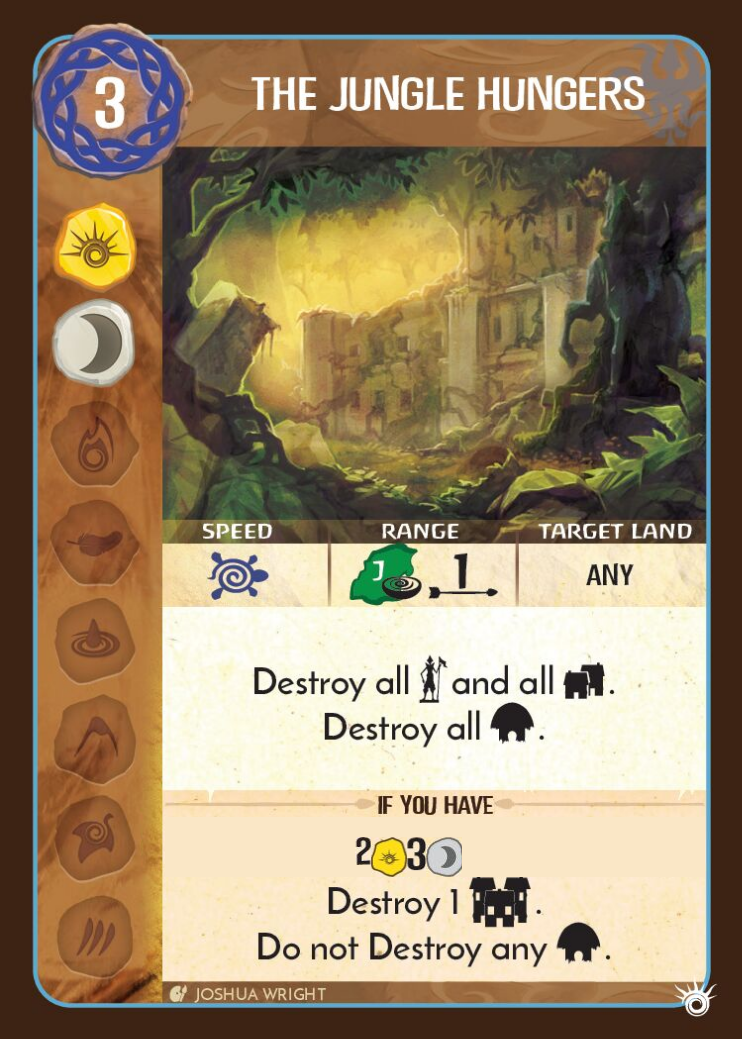 3
THE JUNGLE HUNGERS
SPEED RANGE TARGET LAND
J 1 ANY
Destroy all and all .
Destroy all .
IF YOU HAVE
2 3
Destroy 1 .
Do not Destroy any .
JOSHUA WRIGHT